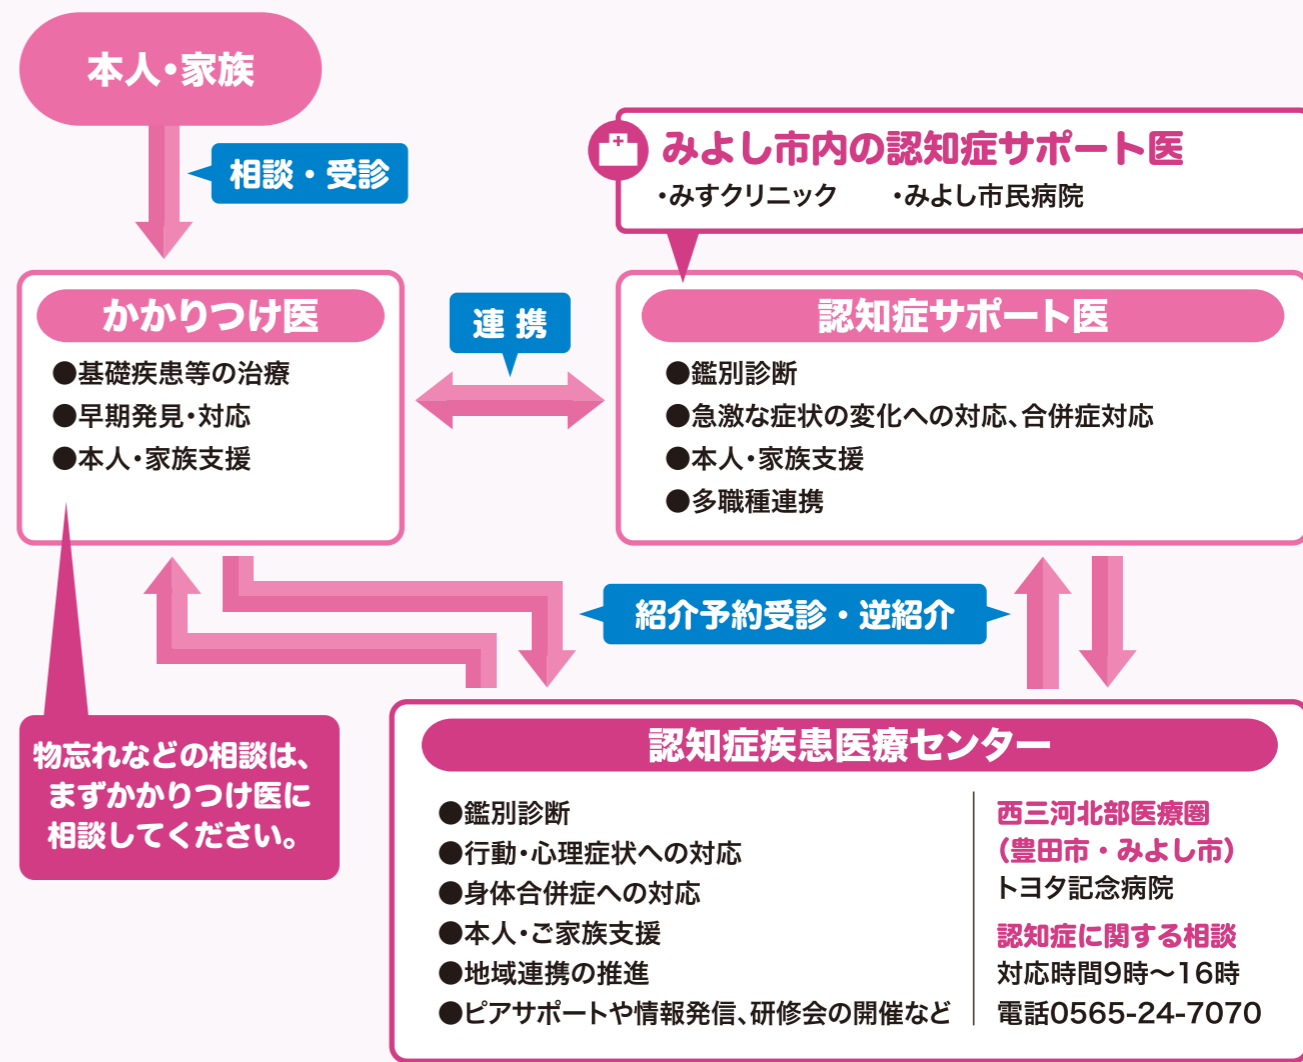 本人・家族
相談・受診
みよし市内の認知症サポート医
・みすクリニック ・みよし市民病院
かかりつけ医
●基礎疾患等の治療
●早期発見・対応
●本人・家族支援
連携
認知症サポート医
●鑑別診断
●急激な症状の変化への対応、合併症対応
●本人・家族支援
●多職種連携
紹介予約受診・逆紹介
物忘れなどの相談は、
まずかかりつけ医に
相談してください。
認知症疾患医療センター
●鑑別診断
●行動・心理症状への対応
●身体合併症への対応
●本人・ご家族支援
●地域連携の推進
●ピアサポートや情報発信、研修会の開催など
西三河北部医療圏
（豊田市・みよし市）
トヨタ記念病院
認知症に関する相談
対応時間9時～16時
電話0565-24-7070